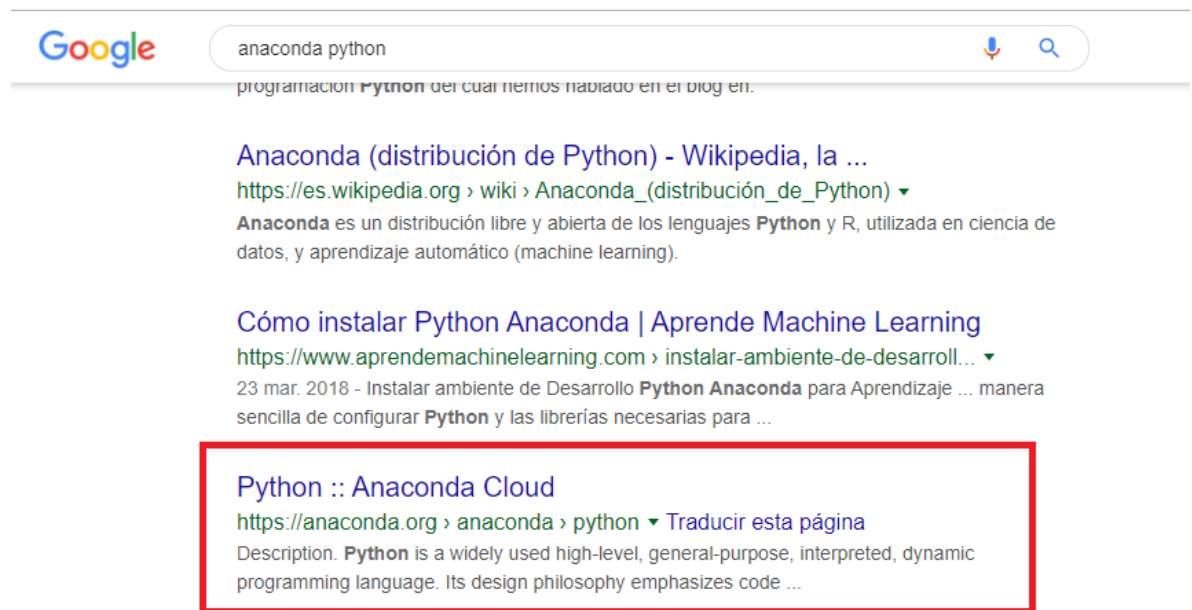 Google
anaconda python
programación Python del cual hemos hablado en el blog en.
Anaconda (distribución de Python) - Wikipedia, la ...
https://es.wikipedia.org › wiki › Anaconda_(distribución_de_Python)
Anaconda es un distribución libre y abierta de los lenguajes Python y R, utilizada en ciencia de
datos, y aprendizaje automático (machine learning).
Cómo instalar Python Anaconda | Aprende Machine Learning
https://www.aprendemachinelearning.com › instalar-ambiente-de-desarroll...
23 mar. 2018 - Instalar ambiente de Desarrollo Python Anaconda para Aprendizaje ... manera
sencilla de configurar Python y las librerías necesarias para ...
Python :: Anaconda Cloud
https://anaconda.org › anaconda › python Traducir esta página
Description. Python is a widely used high-level, general-purpose, interpreted, dynamic
programming language. Its design philosophy emphasizes code ...